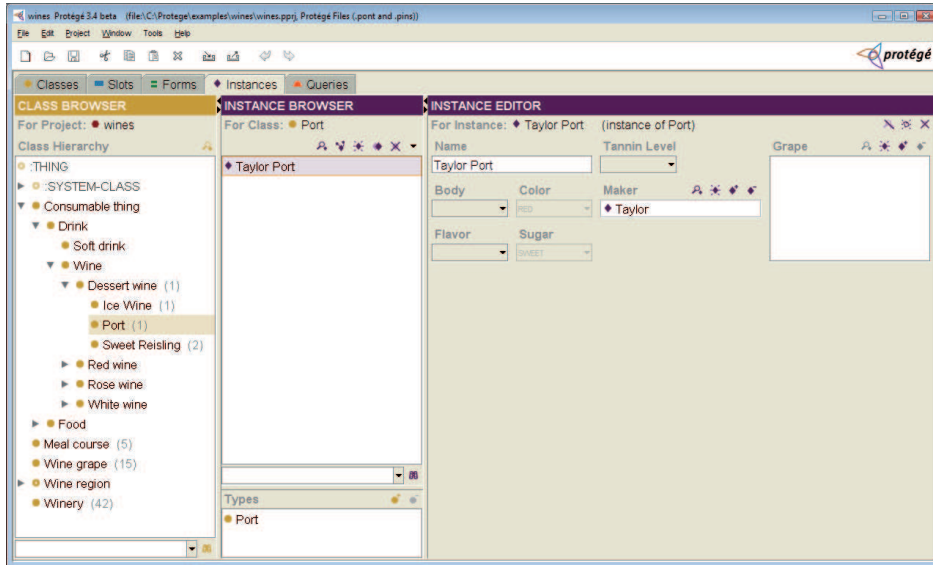 wines Protégé 3.4 beta (file:\C:\Protege\examples\wines\wines.pprj, Protégé Files (.pont and .pins))
File Edit Project Window Tools Help
protégé
Classes Slots Forms Instances Queries
CLASS BROWSER
For Project: wines
Class Hierarchy
:THING
:SYSTEM-CLASS
Consumable thing
Drink
Soft drink
Wine
Dessert wine (1)
Ice Wine (1)
Port (1)
Sweet Reisling (2)
Red wine
Rose wine
White wine
Food
Meal course (5)
Wine grape (15)
Wine region
Winery (42)
INSTANCE BROWSER
For Class: Port
Taylor Port
Types
Port
INSTANCE EDITOR
For Instance: Taylor Port (instance of Port)
Name Tannin Level Grape
Taylor Port
Body Color Maker
RED Taylor
Flavor Sugar
SWEET